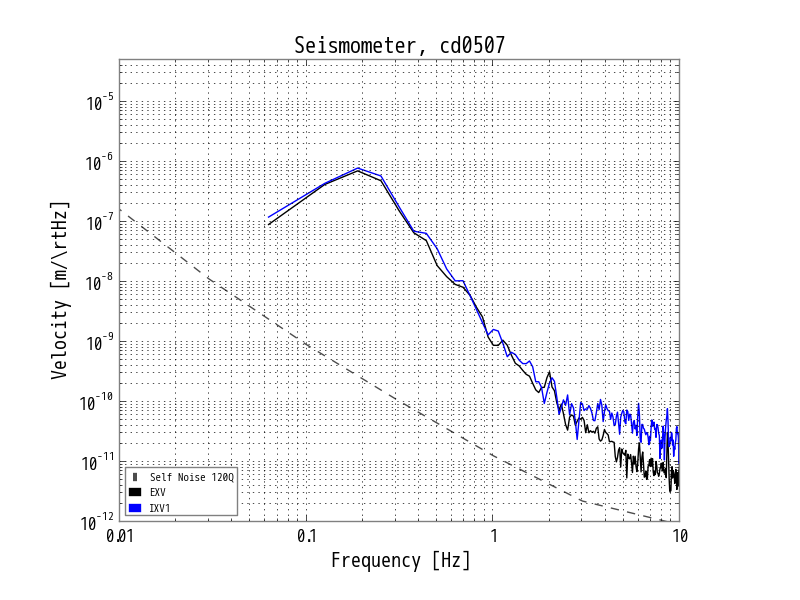 Seismometer, cd0507
Velocity [m/\rtHz]
10-5
10-6
10-7
10-8
10-9
10-10
10-11
10-12
Self Noise 120Q
EXV
IXV1
0.01 0.1 1 10
Frequency [Hz]